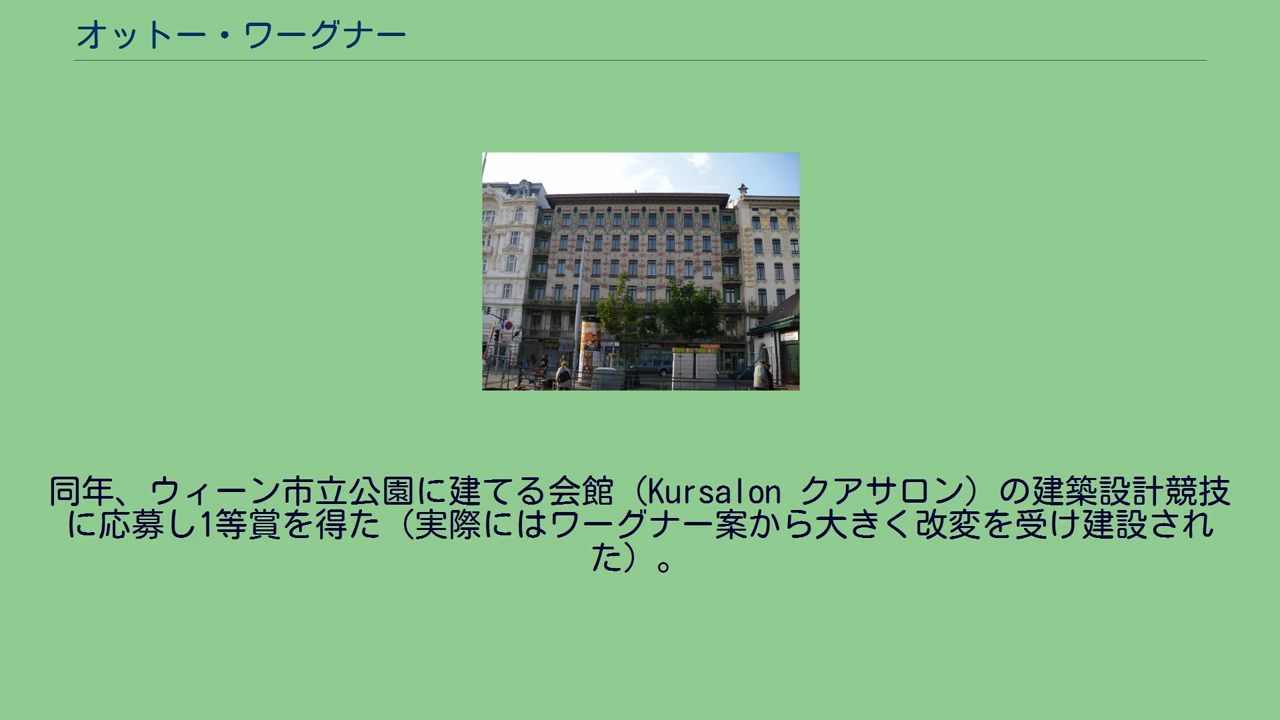 オットー・ワーグナー
同年、ウィーン市立公園に建てる会館（Kursalon クアサロン）の建築設計競技
に応募し1等賞を得た（実際にはワーグナー案から大きく改変を受け建設され
た）。